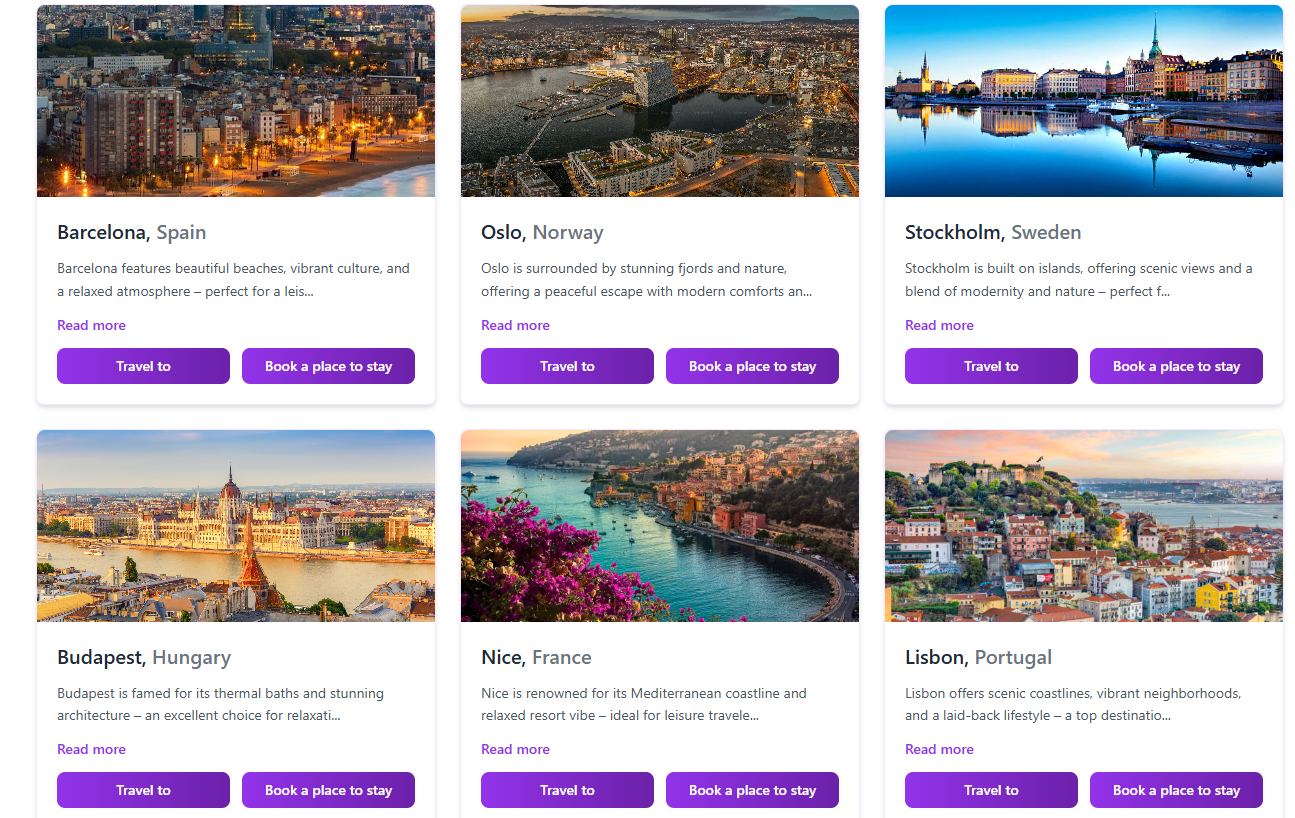 Barcelona, Spain
Barcelona features beautiful beaches, vibrant culture, and
a relaxed atmosphere – perfect for a leis...
Read more
Travel to
Book a place to stay
Oslo, Norway
Oslo is surrounded by stunning fjords and nature,
offering a peaceful escape with modern comforts an...
Read more
Travel to
Book a place to stay
Stockholm, Sweden
Stockholm is built on islands, offering scenic views and a
blend of modernity and nature – perfect f...
Read more
Travel to
Book a place to stay
Budapest, Hungary
Budapest is famed for its thermal baths and stunning
architecture – an excellent choice for relaxati...
Read more
Travel to
Book a place to stay
Nice, France
Nice is renowned for its Mediterranean coastline and
relaxed resort vibe – ideal for leisure travele...
Read more
Travel to
Book a place to stay
Lisbon, Portugal
Lisbon offers scenic coastlines, vibrant neighborhoods,
and a laid-back lifestyle – a top destinatio...
Read more
Travel to
Book a place to stay